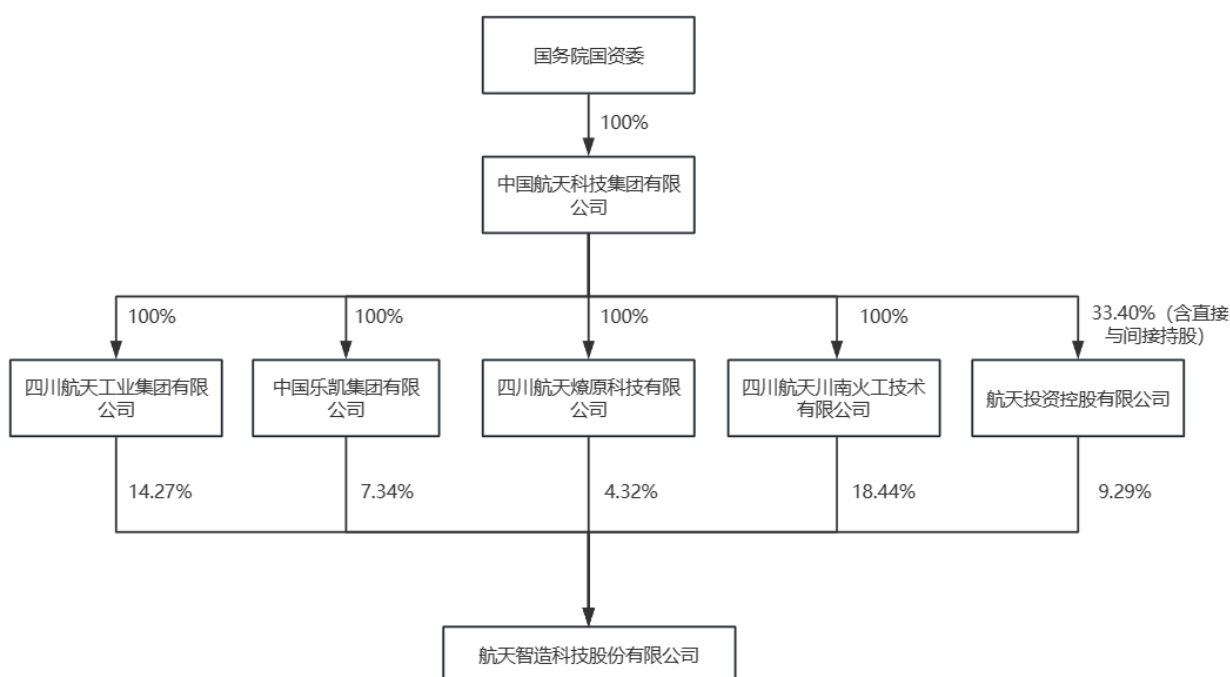 国务院国资委
100%
中国航天科技集团有限
公司
100%
100%
100%
100%
33.40%（含直接
与间接持股）
四川航天工业集团有限
公司
中国乐凯集团有限
公司
四川航天燎原科技有限
公司
四川航天川南火工技术
有限公司
航天投资控股有限公司
14.27%
7.34%
4.32%
18.44%
9.29%
航天智造科技股份有限公司